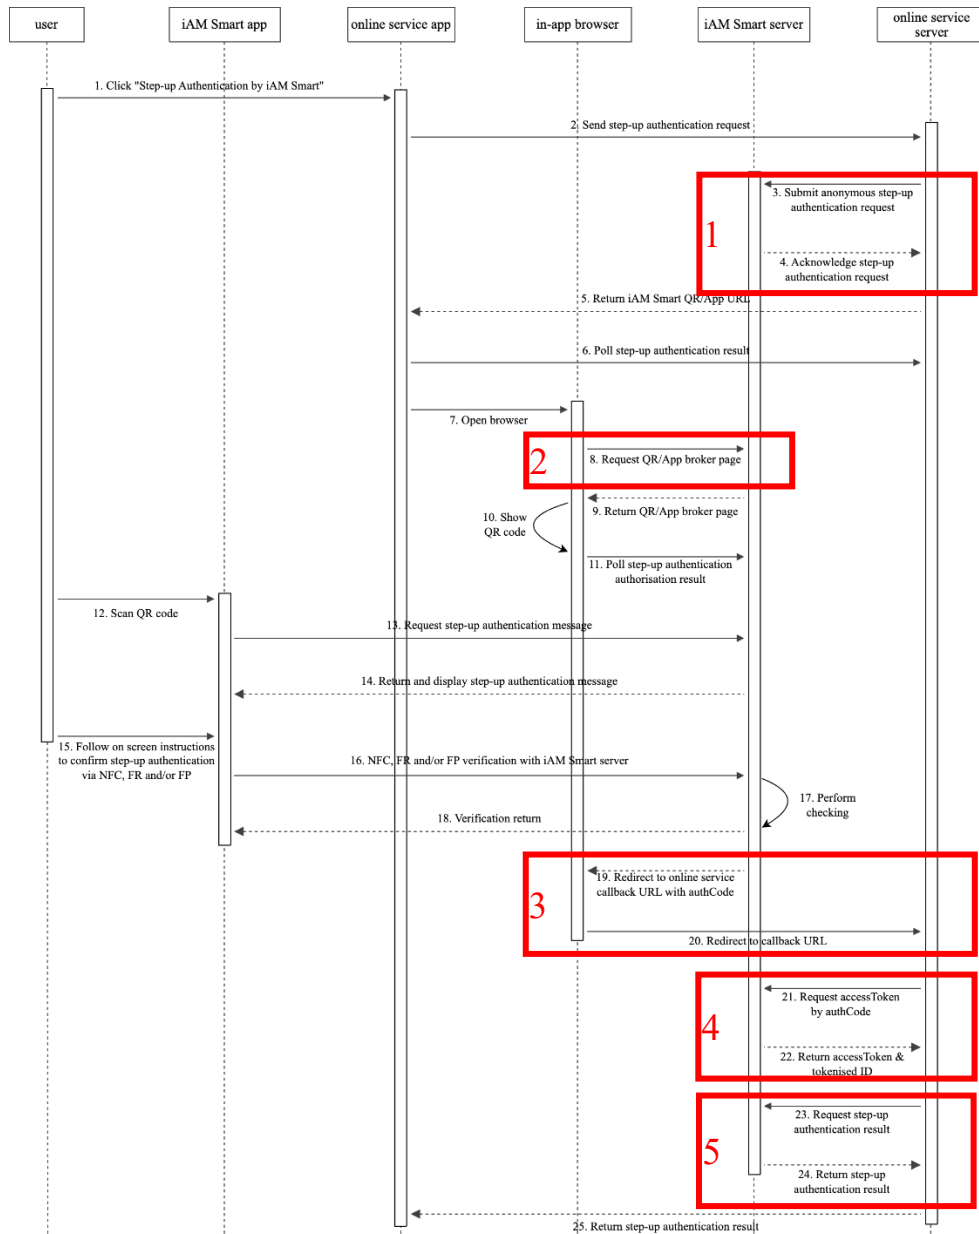 user
iAM Smart app
online service app
in-app browser
iAM Smart server
online service
server
1. Click "Step-up Authentication by iAM Smart"
2. Send step-up authentication request
3. Submit anonymous step-up
authentication request
1
4. Acknowledge step-up
authentication request
5. Return iAM Smart QR/App URL
6. Poll step-up authentication result
7. Open browser
2
8. Request QR/App broker page
9. Return QR/App broker page
10. Show
QR code
11. Poll step-up authentication
authorisation result
12. Scan QR code
13. Request step-up authentication message
14. Return and display step-up authentication message
15. Follow on screen instructions
to confirm step-up authentication
via NFC, FR and/or FP
16. NFC, FR and/or FP verification with iAM Smart server
17. Perform
checking
18. Verification return
19. Redirect to online service
callback URL with authCode
3
20. Redirect to callback URL
21. Request accessToken
by authCode
4
22. Return accessToken &
tokenised ID
23. Request step-up
authentication result
5
24. Return step-up
authentication result
25. Return step-up authentication result